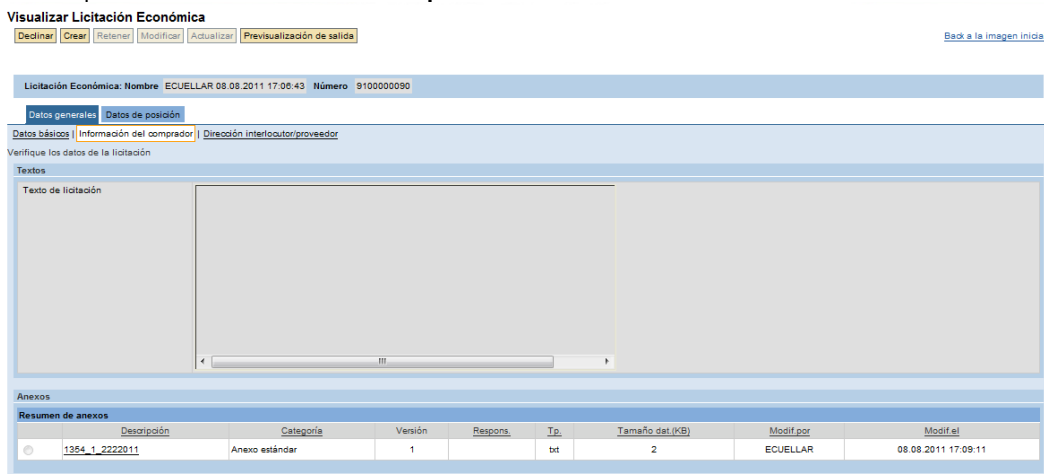 Visualizar Licitación Económica
Declinar Crear Retener Modificar Actualizar Previsualización de salida Back a la imagen inicia
Licitación Económica: Nombre ECUELLAR 08.08.2011 17:06:43 Número 9100000090
Datos generales Datos de posición
Datos básicos | Información del comprador | Dirección interlocutor/proveedor
Verifique los datos de la licitación
Textos
Texto de licitación
Anexos
Resumen de anexos
Descripción Categoría Versión Respons. Tp. Tamaño dat.(KB) Modif.por Modif.el
1354_1_2222011 Anexo estándar 1 txt 2 ECUELLAR 08.08.2011 17:09:11